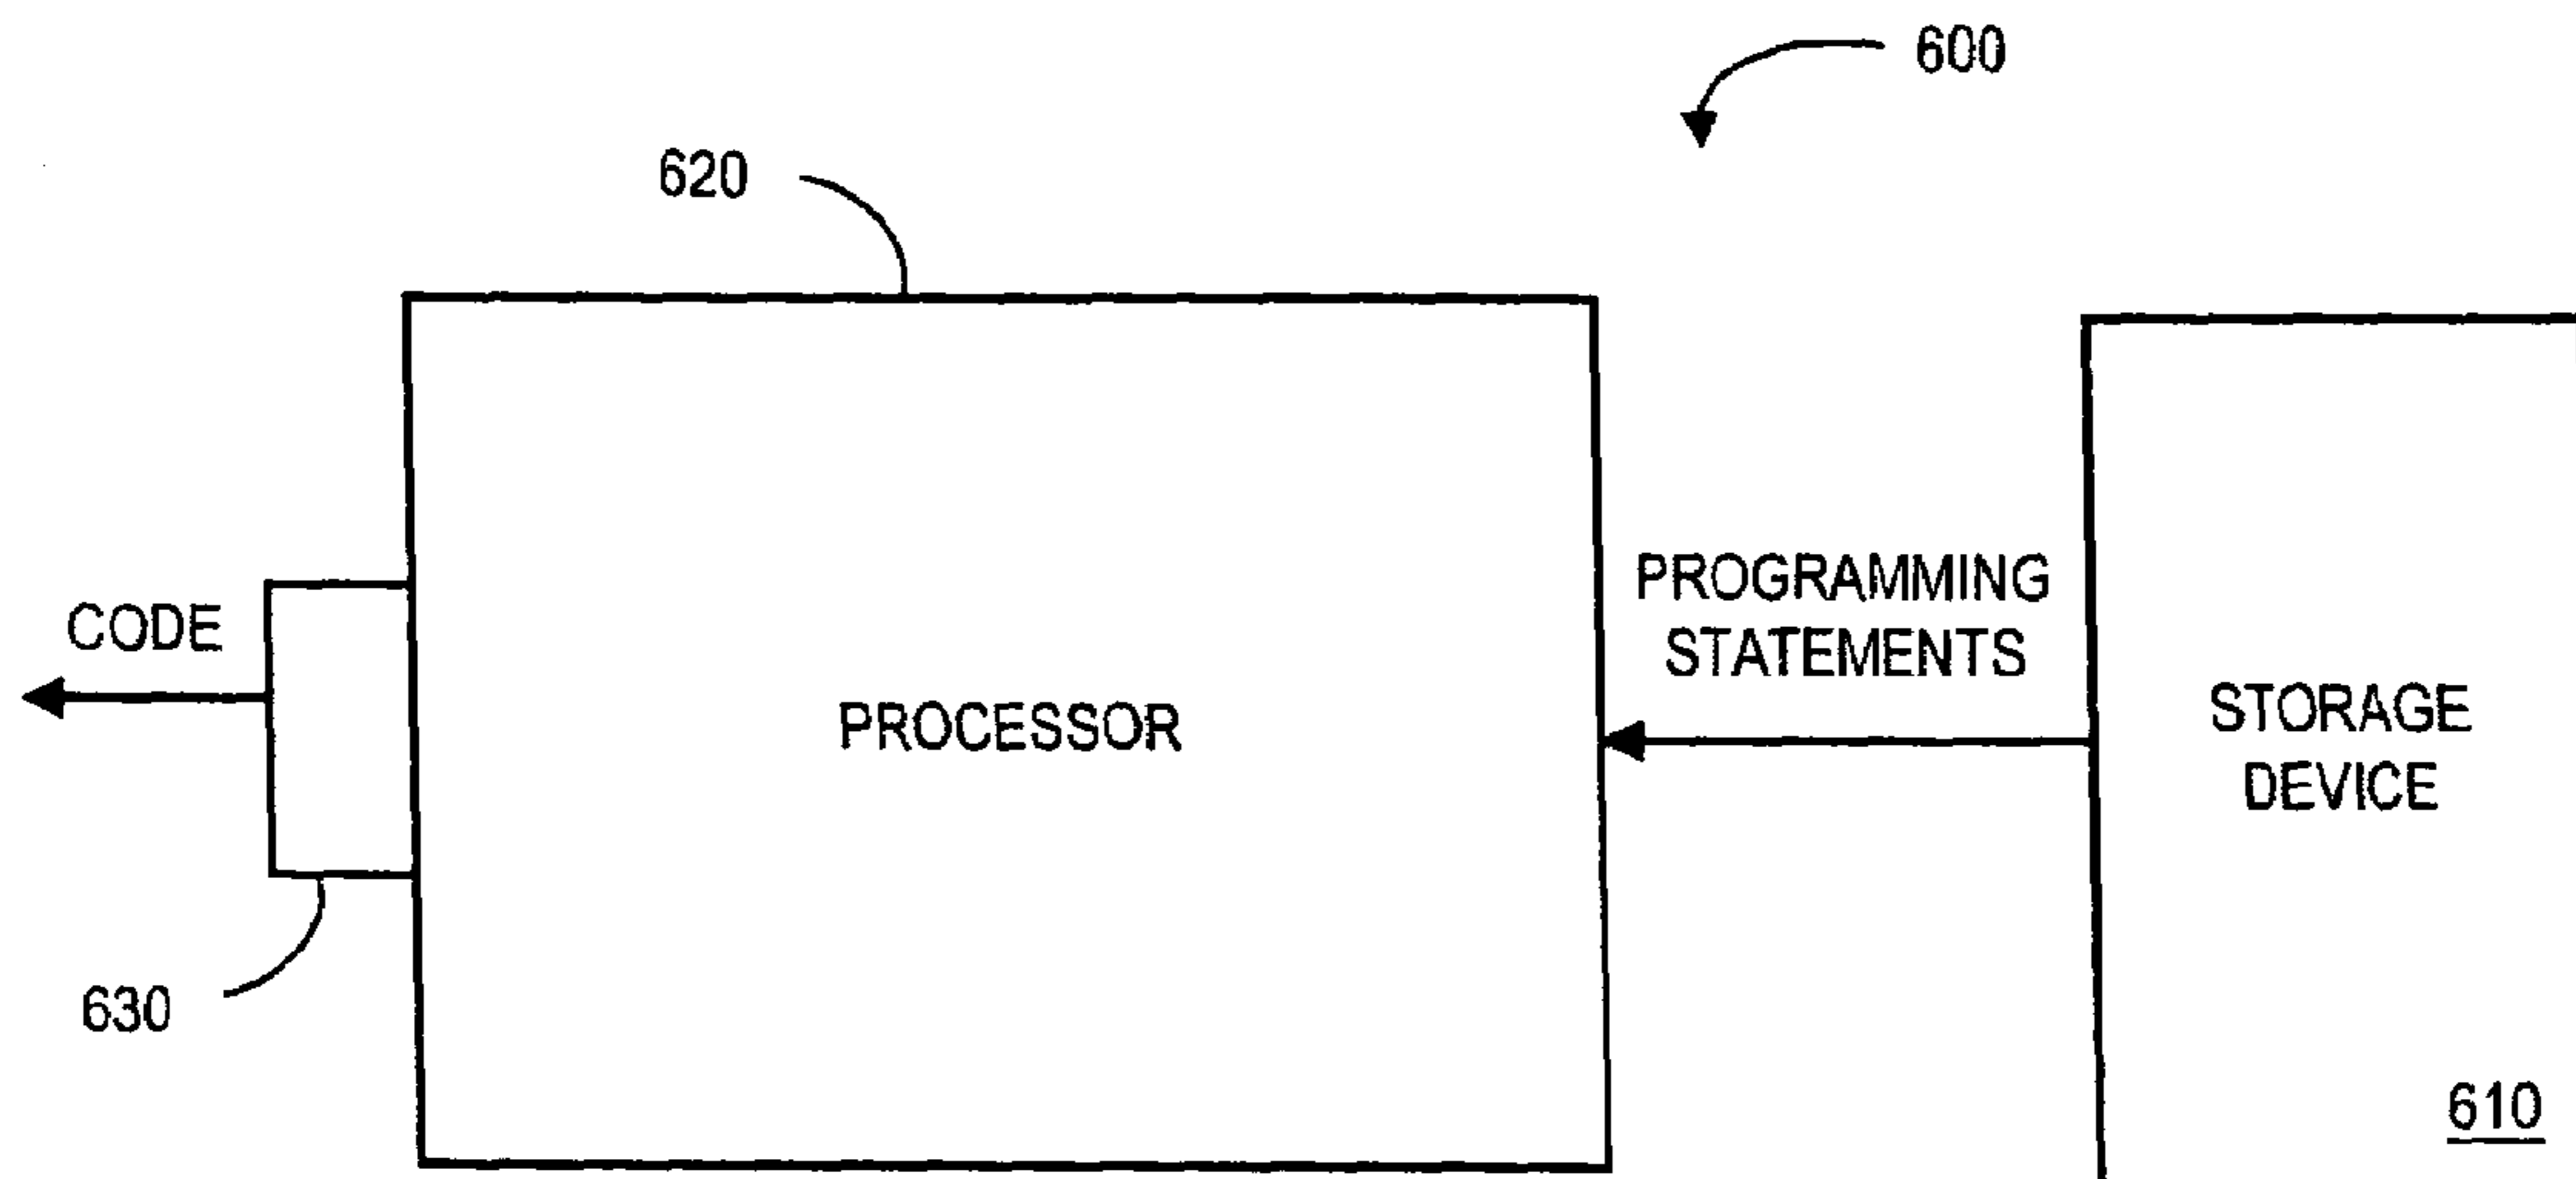 600
620
PROGRAMMING
STATEMENTS
CODE
PROCESSOR
STORAGE
DEVICE
630
610